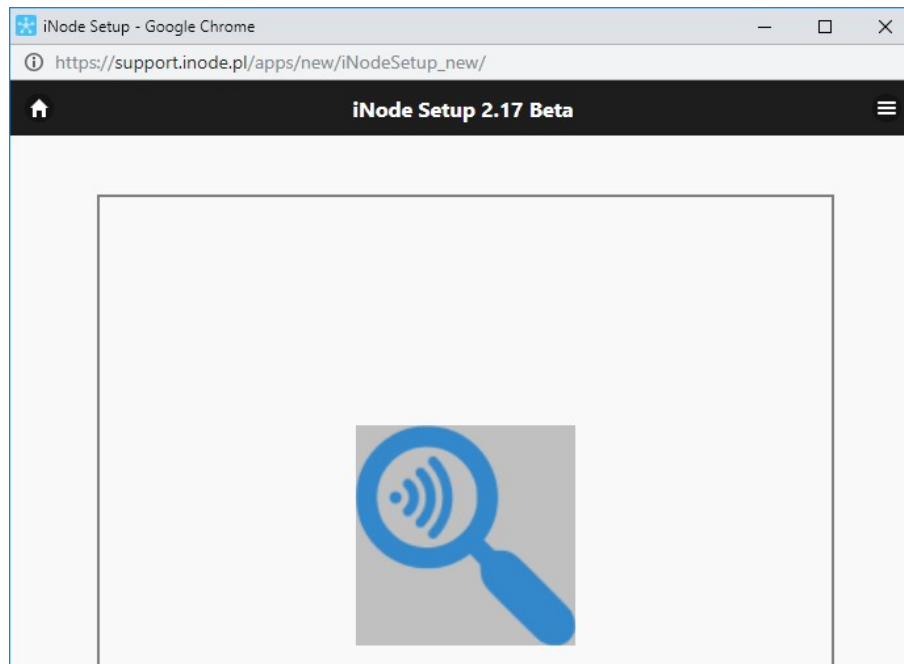 iNode Setup - Google Chrome
https://support.inode.pl/apps/new/iNodeSetup_new/
iNode Setup 2.17 Beta